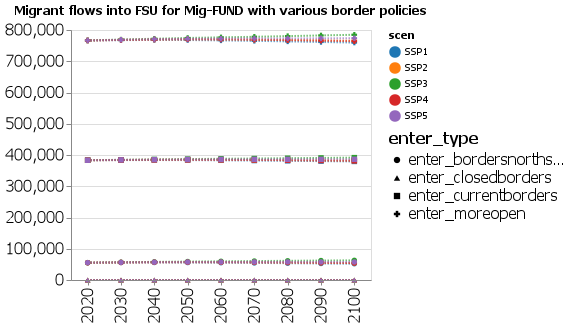 Migrant flows into FSU for Mig-FUND with various border policies
800,000
700,000
600,000
500,000
400,000
300,000
200,000
100,000
0
2020
2030
2040
2050
2060
2070
2080
2090
2100
scen
SSP1
SSP2
SSP3
SSP4
SSP5
enter_type
enter_bordersnorths...
enter_closedborders
enter_currentborders
enter_moreopen